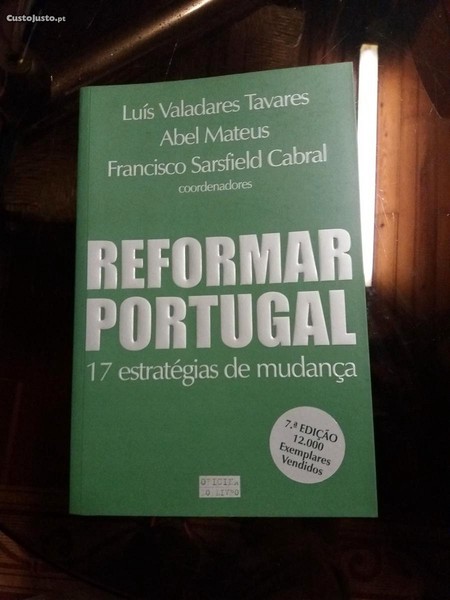 CustoJusto.pt
Luís Valadares Tavares
Abel Mateus
Francisco Sarsfield Cabral
coordenadores
REFORMAR
PORTUGAL
17 estratégias de mudança
7.ª EDIÇÃO
12.000
Exemplares
Vendidos
OFICINA
DO LIVRO